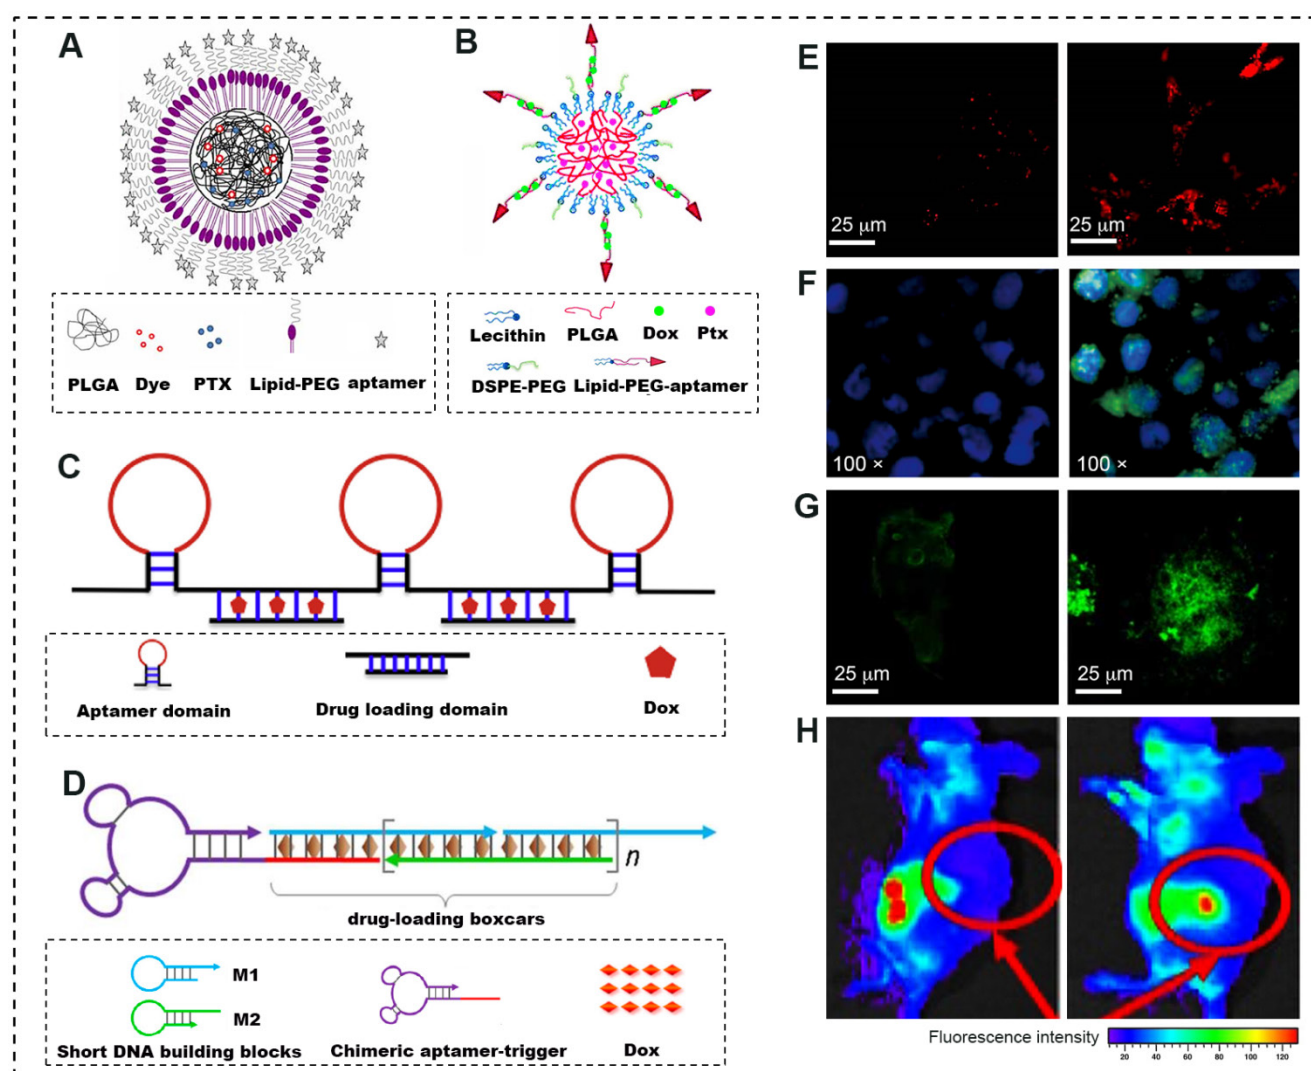 A
B
PLGA Dye PTX Lipid-PEG aptamer
Lecithin PLGA Dox Ptx
DSPE-PEG Lipid-PEG-aptamer
C
Aptamer domain Drug loading domain Dox
D
n
drug-loading boxcars
M1
M2
Short DNA building blocks Chimeric aptamer-trigger Dox
E
25 μm 25 μm
F
100 × 100 ×
G
25 μm 25 μm
H
Fluorescence intensity
20 40 60 80 100 120